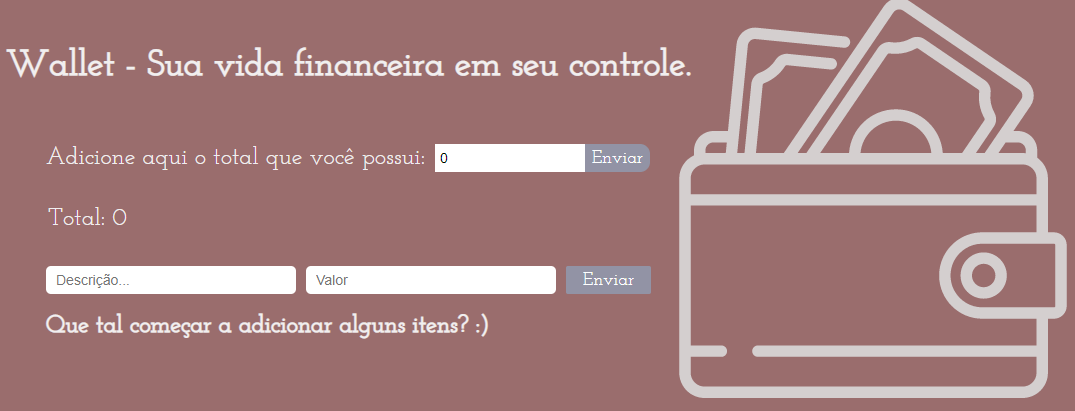 Wallet - Sua vida financeira em seu controle.
Adicione aqui o total que você possui: 0 Enviar
Total: 0
Descrição... Valor Enviar
Que tal começar a adicionar alguns itens? :)